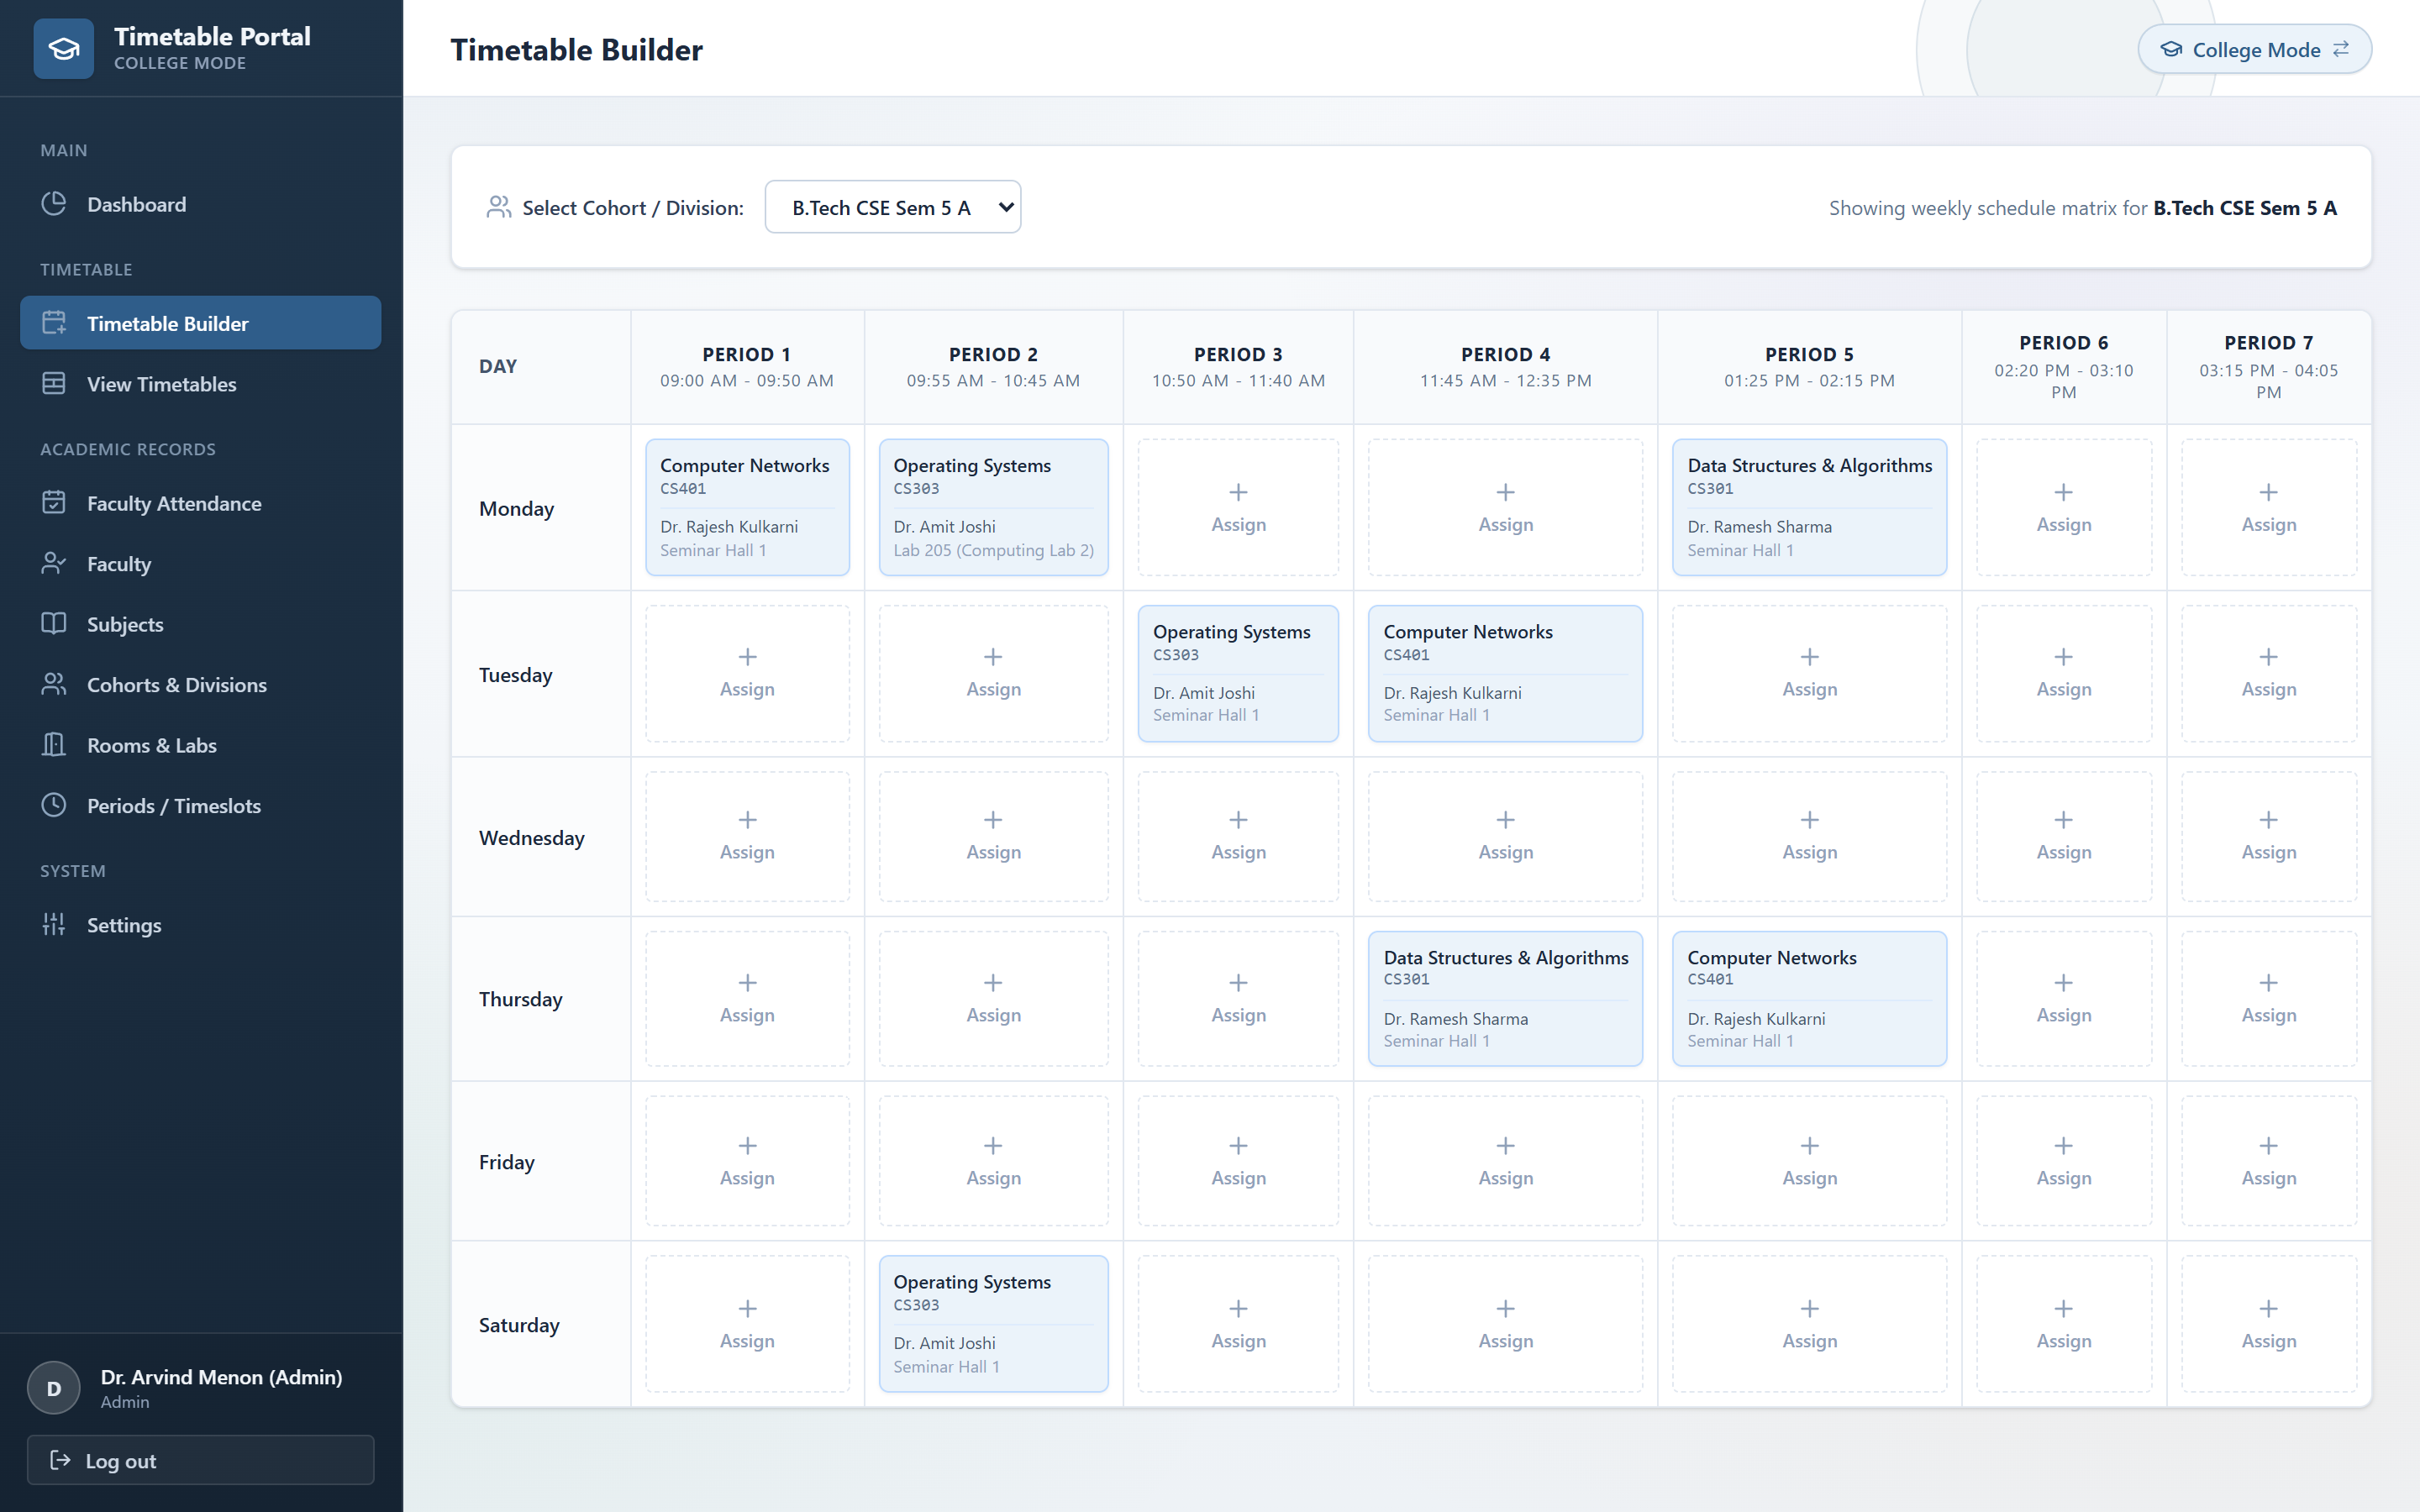 Timetable Portal
COLLEGE MODE
MAIN
Dashboard
TIMETABLE
Timetable Builder
View Timetables
ACADEMIC RECORDS
Faculty Attendance
Faculty
Subjects
Cohorts & Divisions
Rooms & Labs
Periods / Timeslots
SYSTEM
Settings
D
Dr. Arvind Menon (Admin)
Admin
Log out
Timetable Builder
College Mode
Select Cohort / Division:
B.Tech CSE Sem 5 A
Showing weekly schedule matrix for B.Tech CSE Sem 5 A
DAY
PERIOD 1
09:00 AM - 09:50 AM
PERIOD 2
09:55 AM - 10:45 AM
PERIOD 3
10:50 AM - 11:40 AM
PERIOD 4
11:45 AM - 12:35 PM
PERIOD 5
01:25 PM - 02:15 PM
PERIOD 6
02:20 PM - 03:10
PM
PERIOD 7
03:15 PM - 04:05
PM
Monday
Computer Networks
CS401
Dr. Rajesh Kulkarni
Seminar Hall 1
Operating Systems
CS303
Dr. Amit Joshi
Lab 205 (Computing Lab 2)
Assign
Assign
Data Structures & Algorithms
CS301
Dr. Ramesh Sharma
Seminar Hall 1
Assign
Assign
Tuesday
Assign
Assign
Operating Systems
CS303
Dr. Amit Joshi
Seminar Hall 1
Computer Networks
CS401
Dr. Rajesh Kulkarni
Seminar Hall 1
Assign
Assign
Assign
Wednesday
Assign
Assign
Assign
Assign
Assign
Assign
Assign
Thursday
Assign
Assign
Assign
Data Structures & Algorithms
CS301
Dr. Ramesh Sharma
Seminar Hall 1
Computer Networks
CS401
Dr. Rajesh Kulkarni
Seminar Hall 1
Assign
Assign
Friday
Assign
Assign
Assign
Assign
Assign
Assign
Assign
Saturday
Assign
Operating Systems
CS303
Dr. Amit Joshi
Seminar Hall 1
Assign
Assign
Assign
Assign
Assign